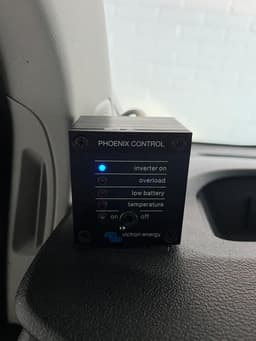 PHOENIX CONTROL
inverter on
overload
low battery
temperature
on off
victron energy